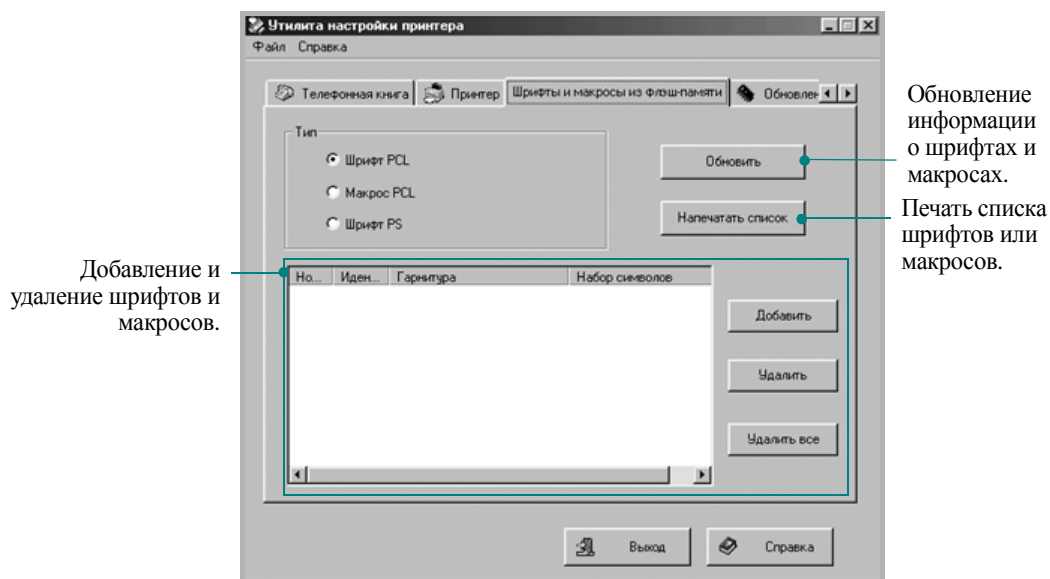 Утилита настройки принтера
Файл Справка
Телефонная книга Принтер Шрифты и макросы из флэш-памяти Обновлен
Тип
Шрифт PCL
Макрос PCL
Шрифт PS
Обновить
Напечатать список
Обновление
информации
о шрифтах и
макросах.
Печать списка
шрифтов или
макросов.
Добавление и
удаление шрифтов и
макросов.
Но... Иден... Гарнитура Набор символов
Добавить
Удалить
Удалить все
Выход Справка